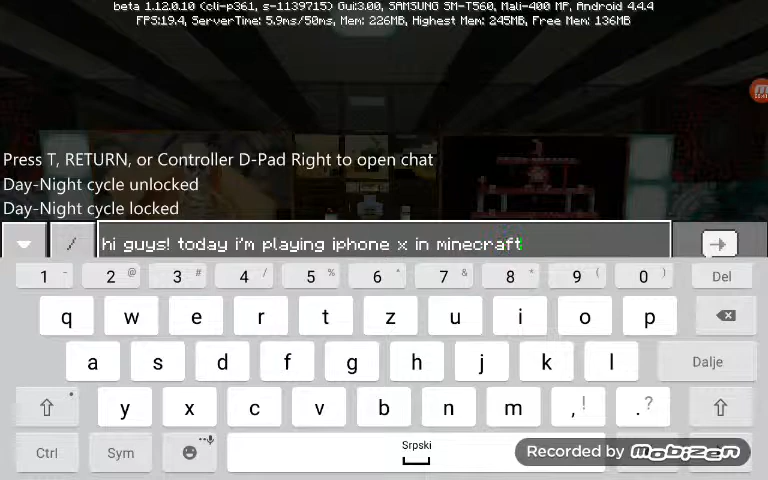 beta 1.12.0.10 (cli-p361, s-1139715) Gui:3.00, SAMSUNG SM-T560, Mali-400 MP, Android 4.4.4
FPS:19.4, ServerTime: 5.9ms/50ms, Mem: 226MB, Highest Mem: 245MB, Free Mem: 136MB
Press T, RETURN, or Controller D-Pad Right to open chat
Day-Night cycle unlocked
Day-Night cycle locked
/ hi guys! today i'm playing iphone x in minecraft
1 - 2 @ 3 # 4 / 5 % 6 ^ 7 & 8 * 9 ( 0 ) Del
q w e r t z u i o p
a s d f g h j k l Dalje
y x c v b n m , ! . ?
Ctrl Sym Srpski
Recorded by mobizen